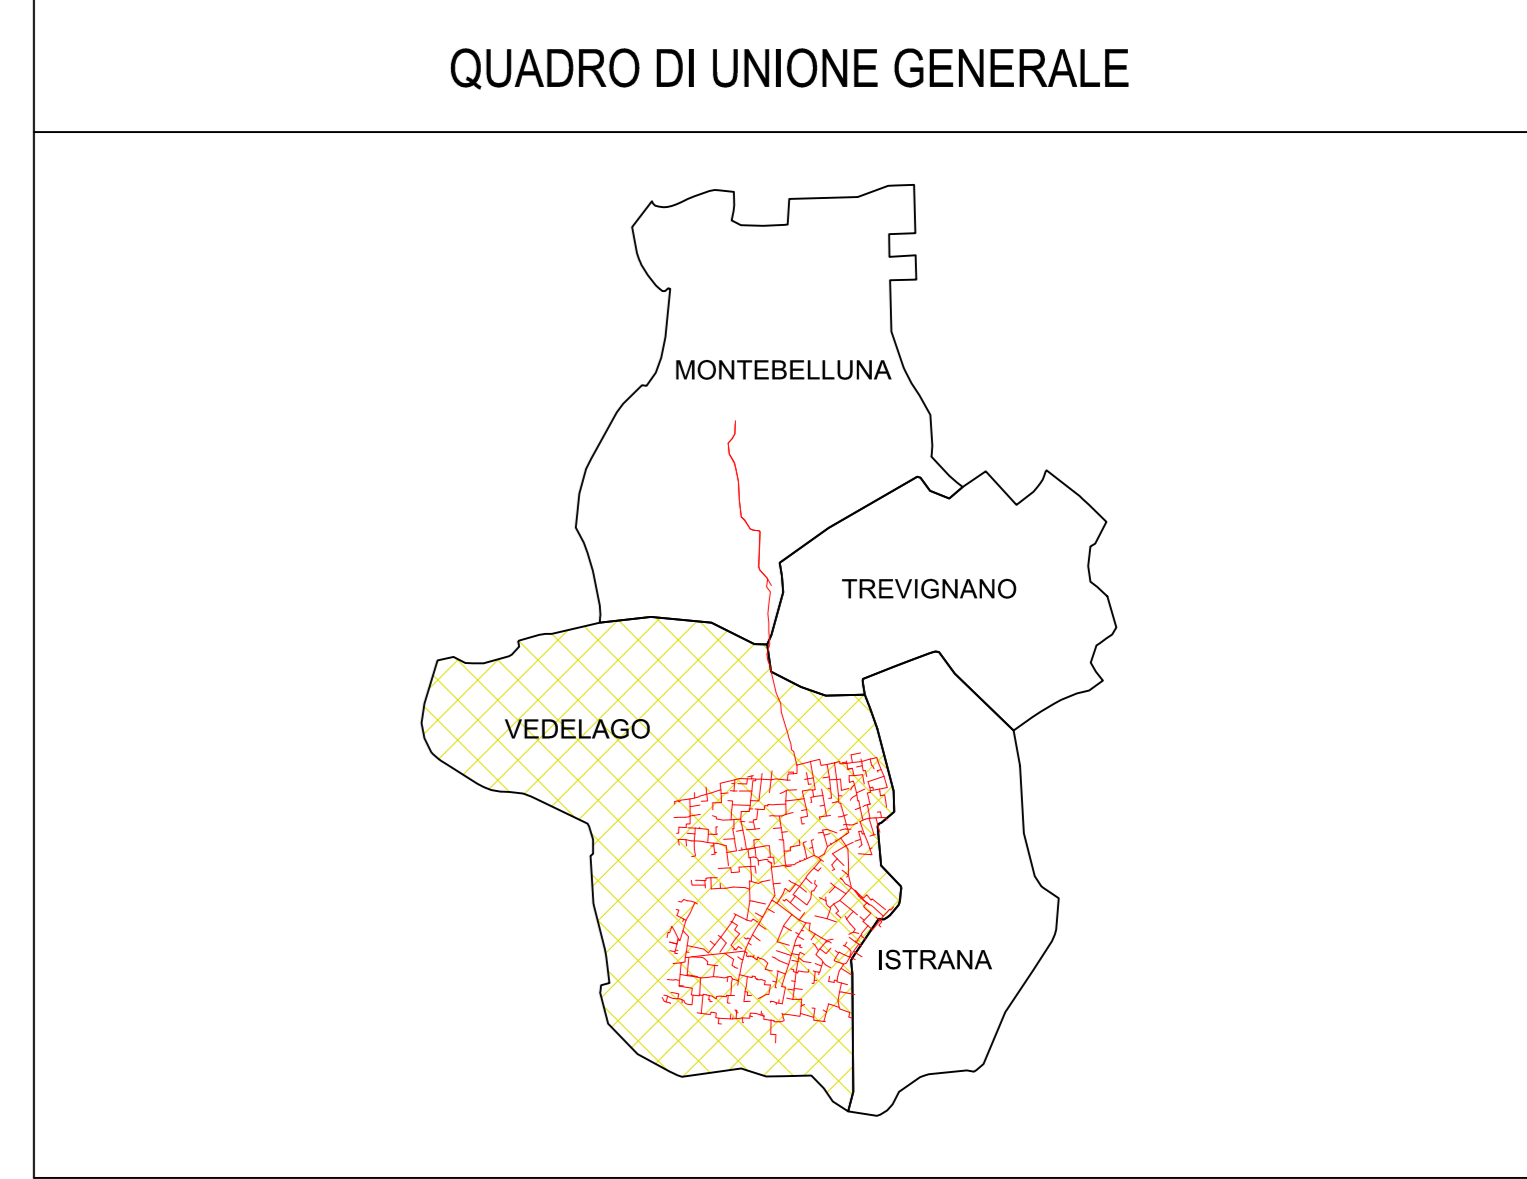 QUADRO DI UNIONE GENERALE
MONTEBELLUNA
TREVIGNANO
VEDELAGO
ISTRANA